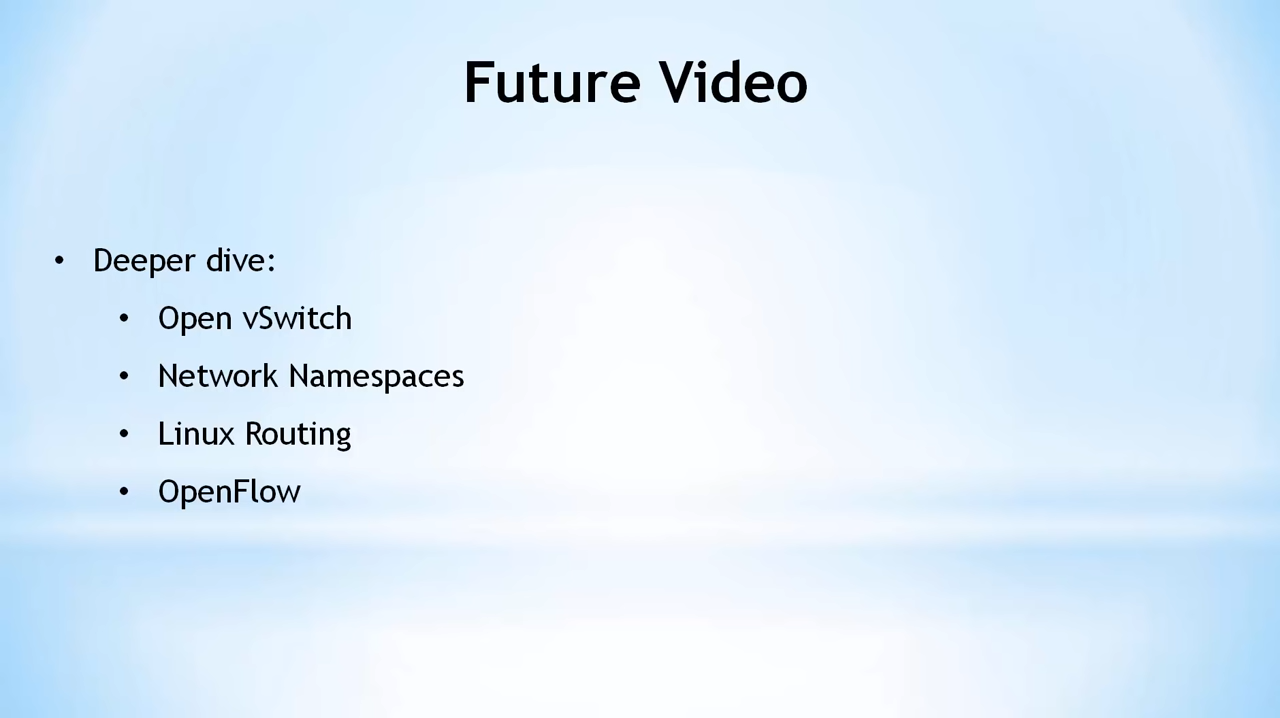 Future Video
• Deeper dive:
• Open vSwitch
• Network Namespaces
• Linux Routing
• OpenFlow